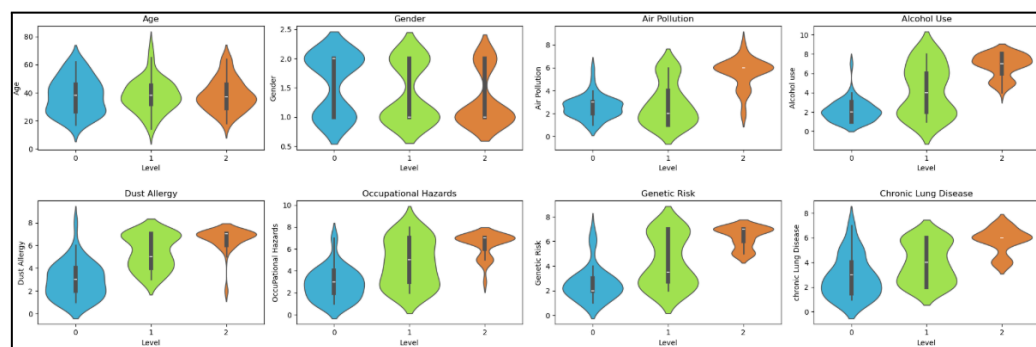 Age
Gender
Air Pollution
Alcohol Use
80
60
40
20
0
Age
0 1 2
Level
2.5
2.0
1.5
1.0
0.5
Gender
0 1 2
Level
8
6
4
2
0
Air Pollution
0 1 2
Level
10
8
6
4
2
0
Alcohol use
0 1 2
Level
Dust Allergy
Occupational Hazards
Genetic Risk
Chronic Lung Disease
8
6
4
2
0
Dust Allergy
0 1 2
Level
10
8
6
4
2
0
OccuPational Hazards
0 1 2
Level
8
6
4
2
0
Genetic Risk
0 1 2
Level
8
6
4
2
0
chronic Lung Disease
0 1 2
Level